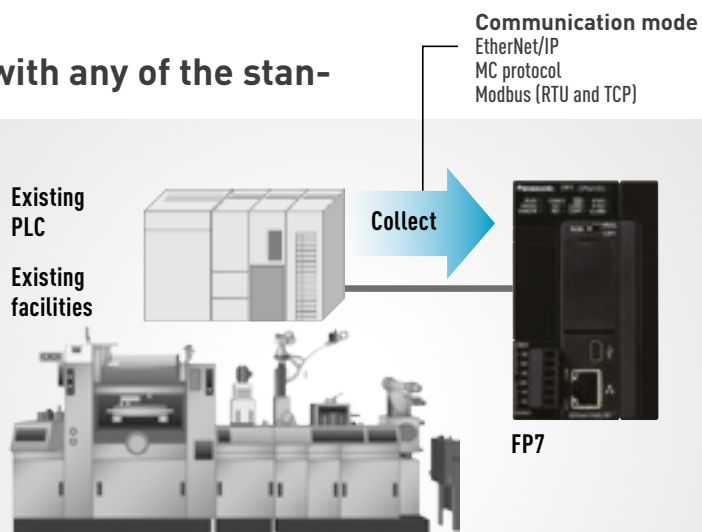 Communication mode
EtherNet/IP
MC protocol
Modbus (RTU and TCP)
with any of the stan-
Existing
PLC
Existing
facilities
Collect
Panasonic
FP7